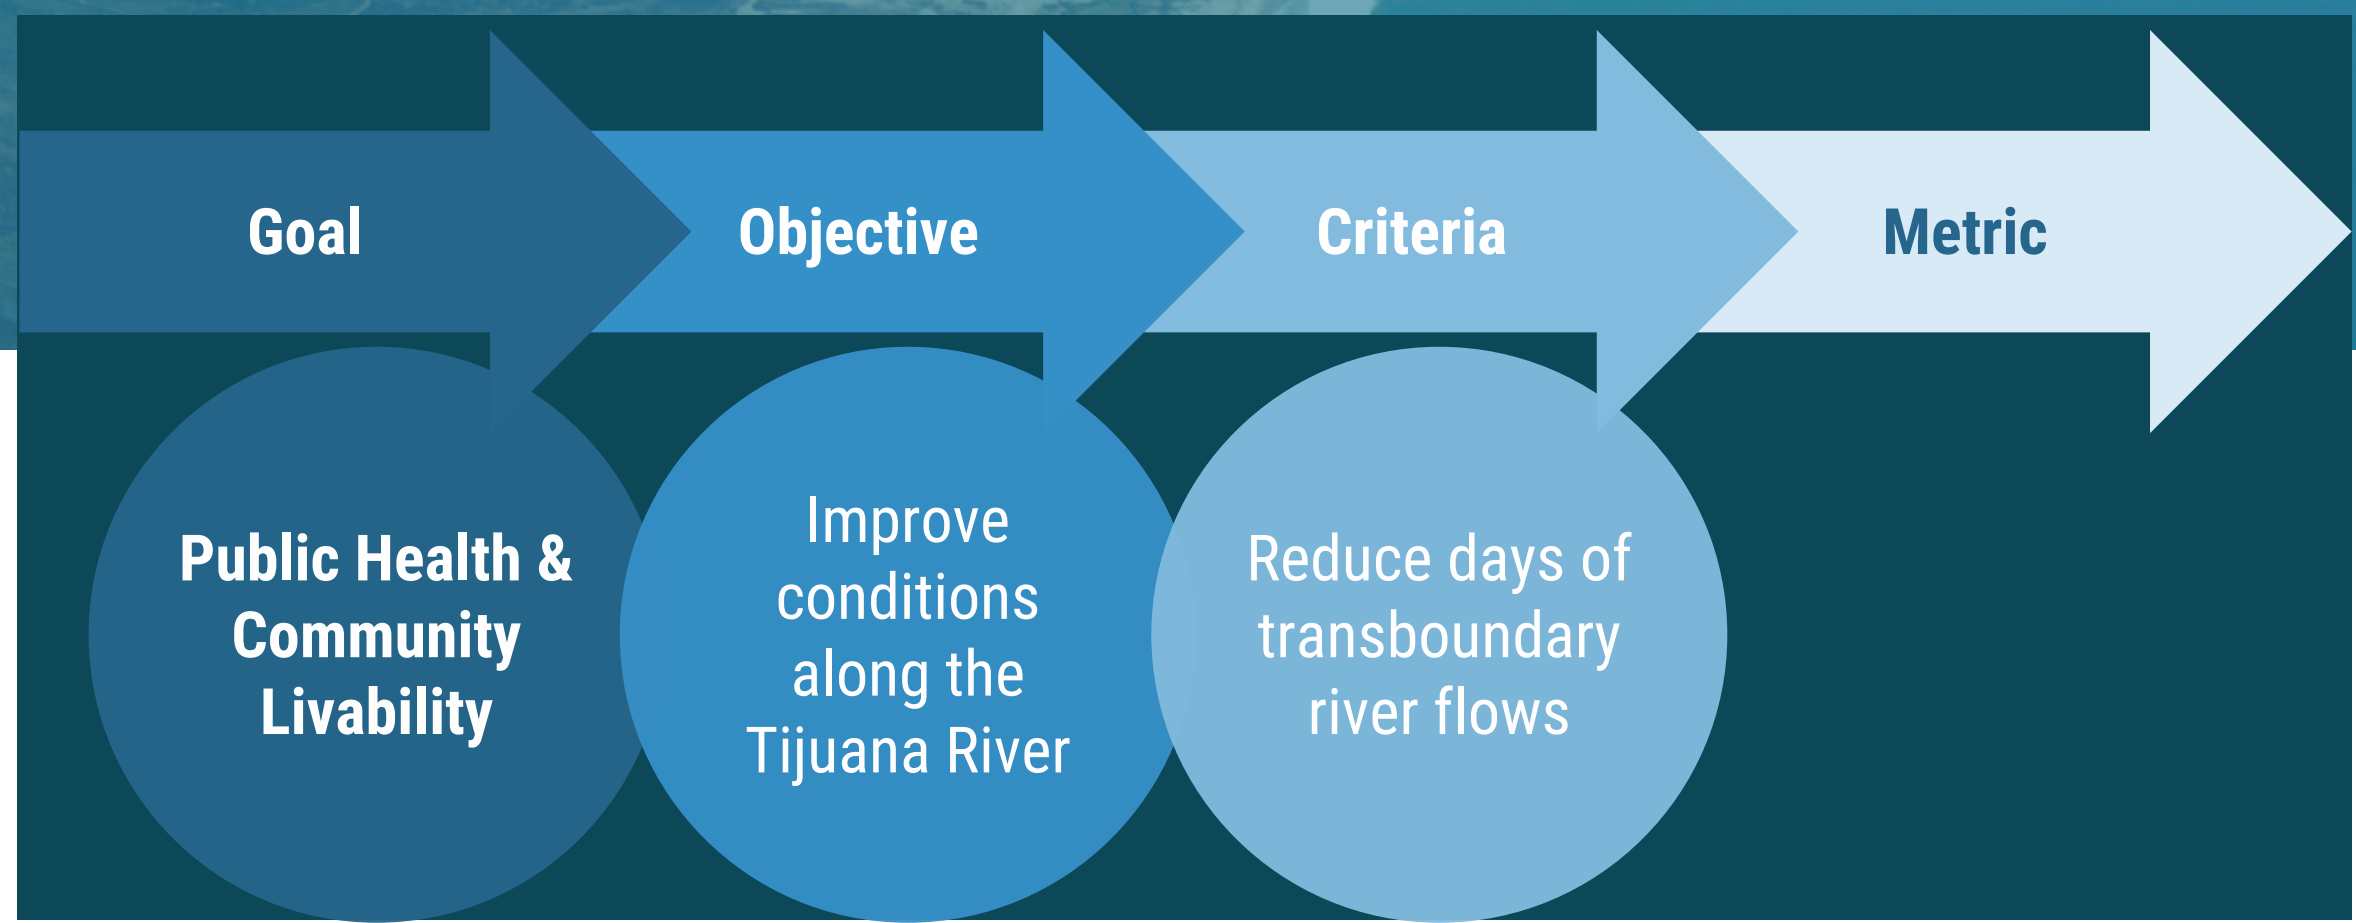 Goal
Objective
Criteria
Metric
Public Health &
Community
Livability
Improve
conditions
along the
Tijuana River
Reduce days of
transboundary
river flows